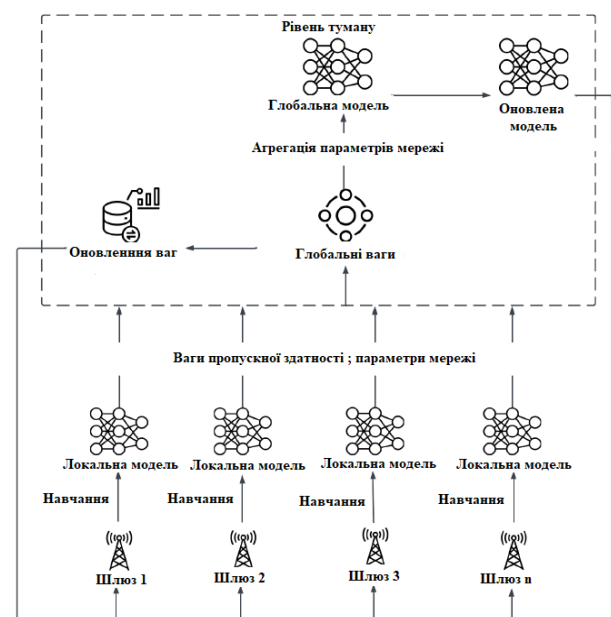 Рівень туману
Глобальна модель
Оновлена
модель
Агрегація параметрів мережі
Оновленння ваг
Глобальні ваги
Ваги пропускної здатності ; параметри мережі
Локальна модель
Локальна модель
Локальна модель
Локальна модель
Навчання
Навчання
Навчання
Навчання
Шлюз 1
Шлюз 2
Шлюз 3
Шлюз n